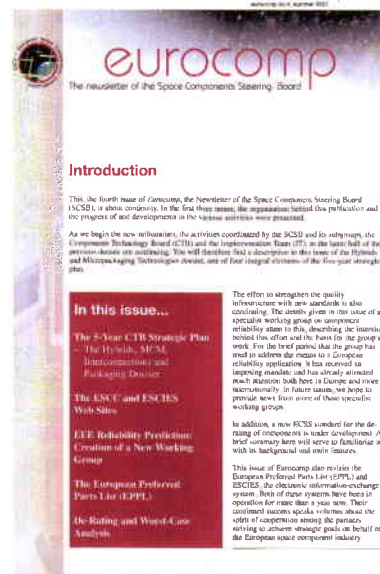 eurocomp no.4, summer 2001
eurocomp
The newsletter of the Space Components Steering Board
Introduction
This, the fourth issue of Eurocomp, the Newsletter of the Space Component Steering Board
(SCSB), is about continuity. In the first three issues, the organisation behind this publication and
the progress of and developments in the various activities were presented.
As we begin the new millennium, the activities coordinated by the SCSB and its subgroups, the
Components Technology Board (CTB) and the Implementation Team (IT), in the latter half of the
previous decade are continuing. You will therefore find a descriptive in this issue of the Hybrids
and Micropackaging Technologies dossier, one of four integral elements of the five-year strategic
plan.
In this issue...
The 5-Year CTB Strategic Plan
– The Hybrids, MCM,
Interconnections and
Packaging Dossier
The ESCC and ESCIES
Web Sites
EEE Reliability Prediction:
Creation of a New Working
Group
The European Preferred
Parts List (EPPL)
De-Rating and Worst-Case
Analysis
The effort to strengthen the quality
infrastructure with new standards is also
continuing. The details given in this issue of a
specialist working group on component
reliability attest to this, describing the intention
behind this effort and the basis for the group's
work. For the brief period that the group has
used to address the means to a European
reliability application, it has received an
imposing mandate and has already attracted
much attention both here in Europe and more
internationally. In future issues, we hope to
provide news from more of these specialist
working groups.
In addition, a new ECSS standard for the de-
rating of components is under development. A
brief summary here will serve to familiarise us
with its background and main features.
This issue of Eurocomp also revisits the
European Preferred Parts List (EPPL) and
ESCIES, the electronic information-exchange
system. Both of these systems have been in
operation for more than a year now. Their
continued success speaks volumes about the
spirit of cooperation among the partners
striving to achieve strategic goals on behalf of
the European space component industry